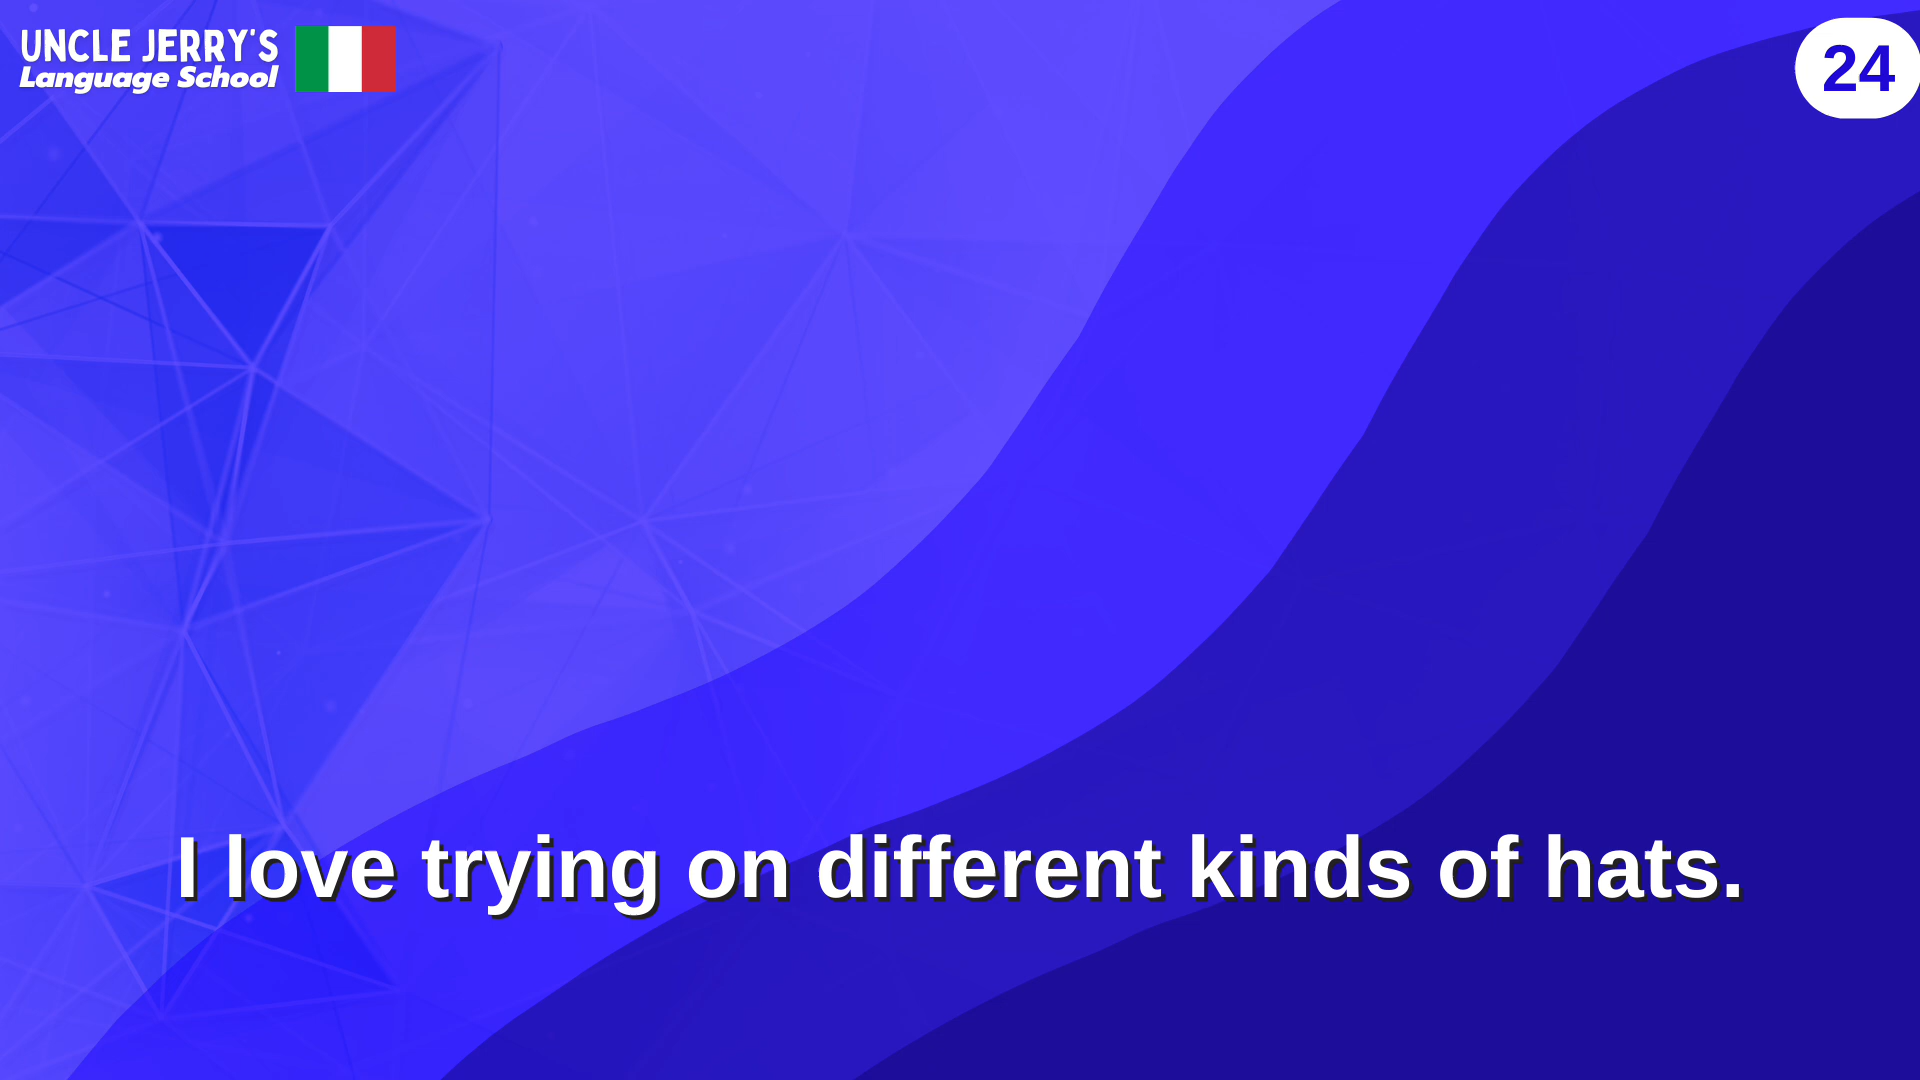 UNCLE JERRY'S
Language School
24
I love trying on different kinds of hats.